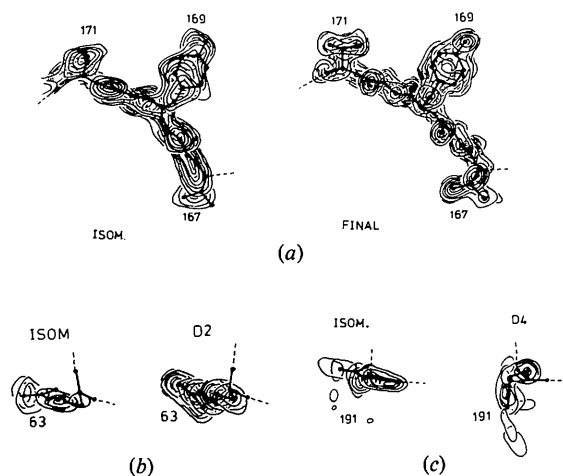 171
169
171
169
167
167
ISOM.
FINAL
(a)
ISOM
D2
ISOM.
D4
63
63
191
191
(b)
(c)